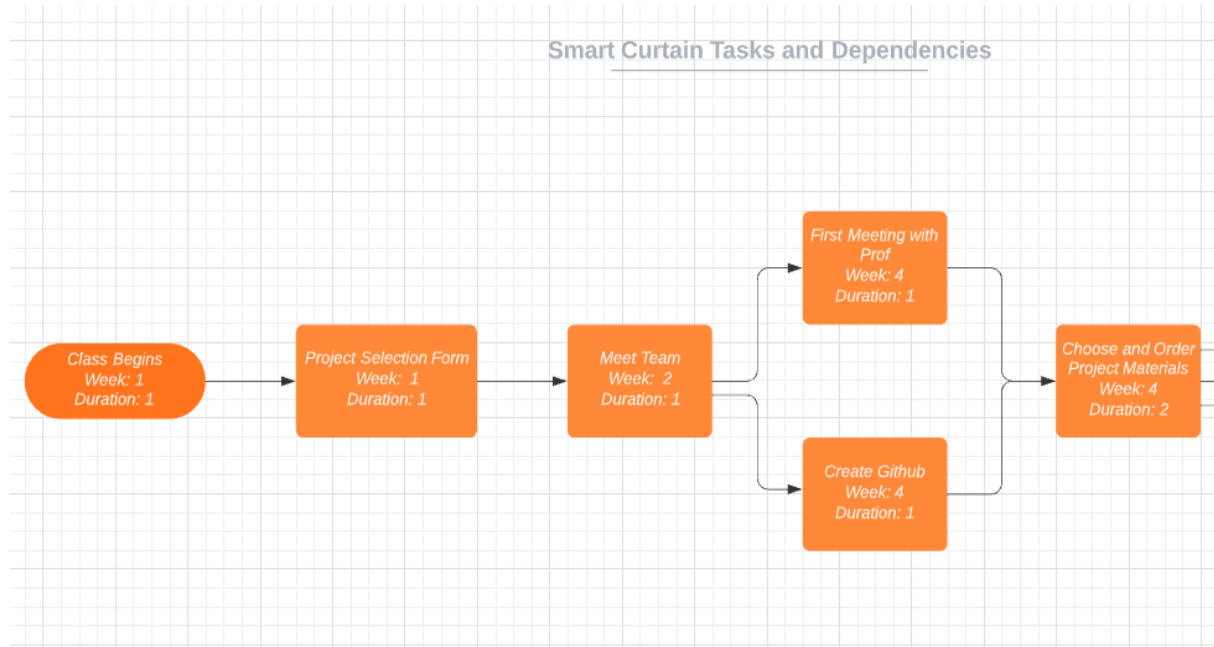 Smart Curtain Tasks and Dependencies
Class Begins
Week: 1
Duration: 1
Project Selection Form
Week: 1
Duration: 1
Meet Team
Week: 2
Duration: 1
First Meeting with
Prof
Week: 4
Duration: 1
Create Github
Week: 4
Duration: 1
Choose and Order
Project Materials
Week: 4
Duration: 2